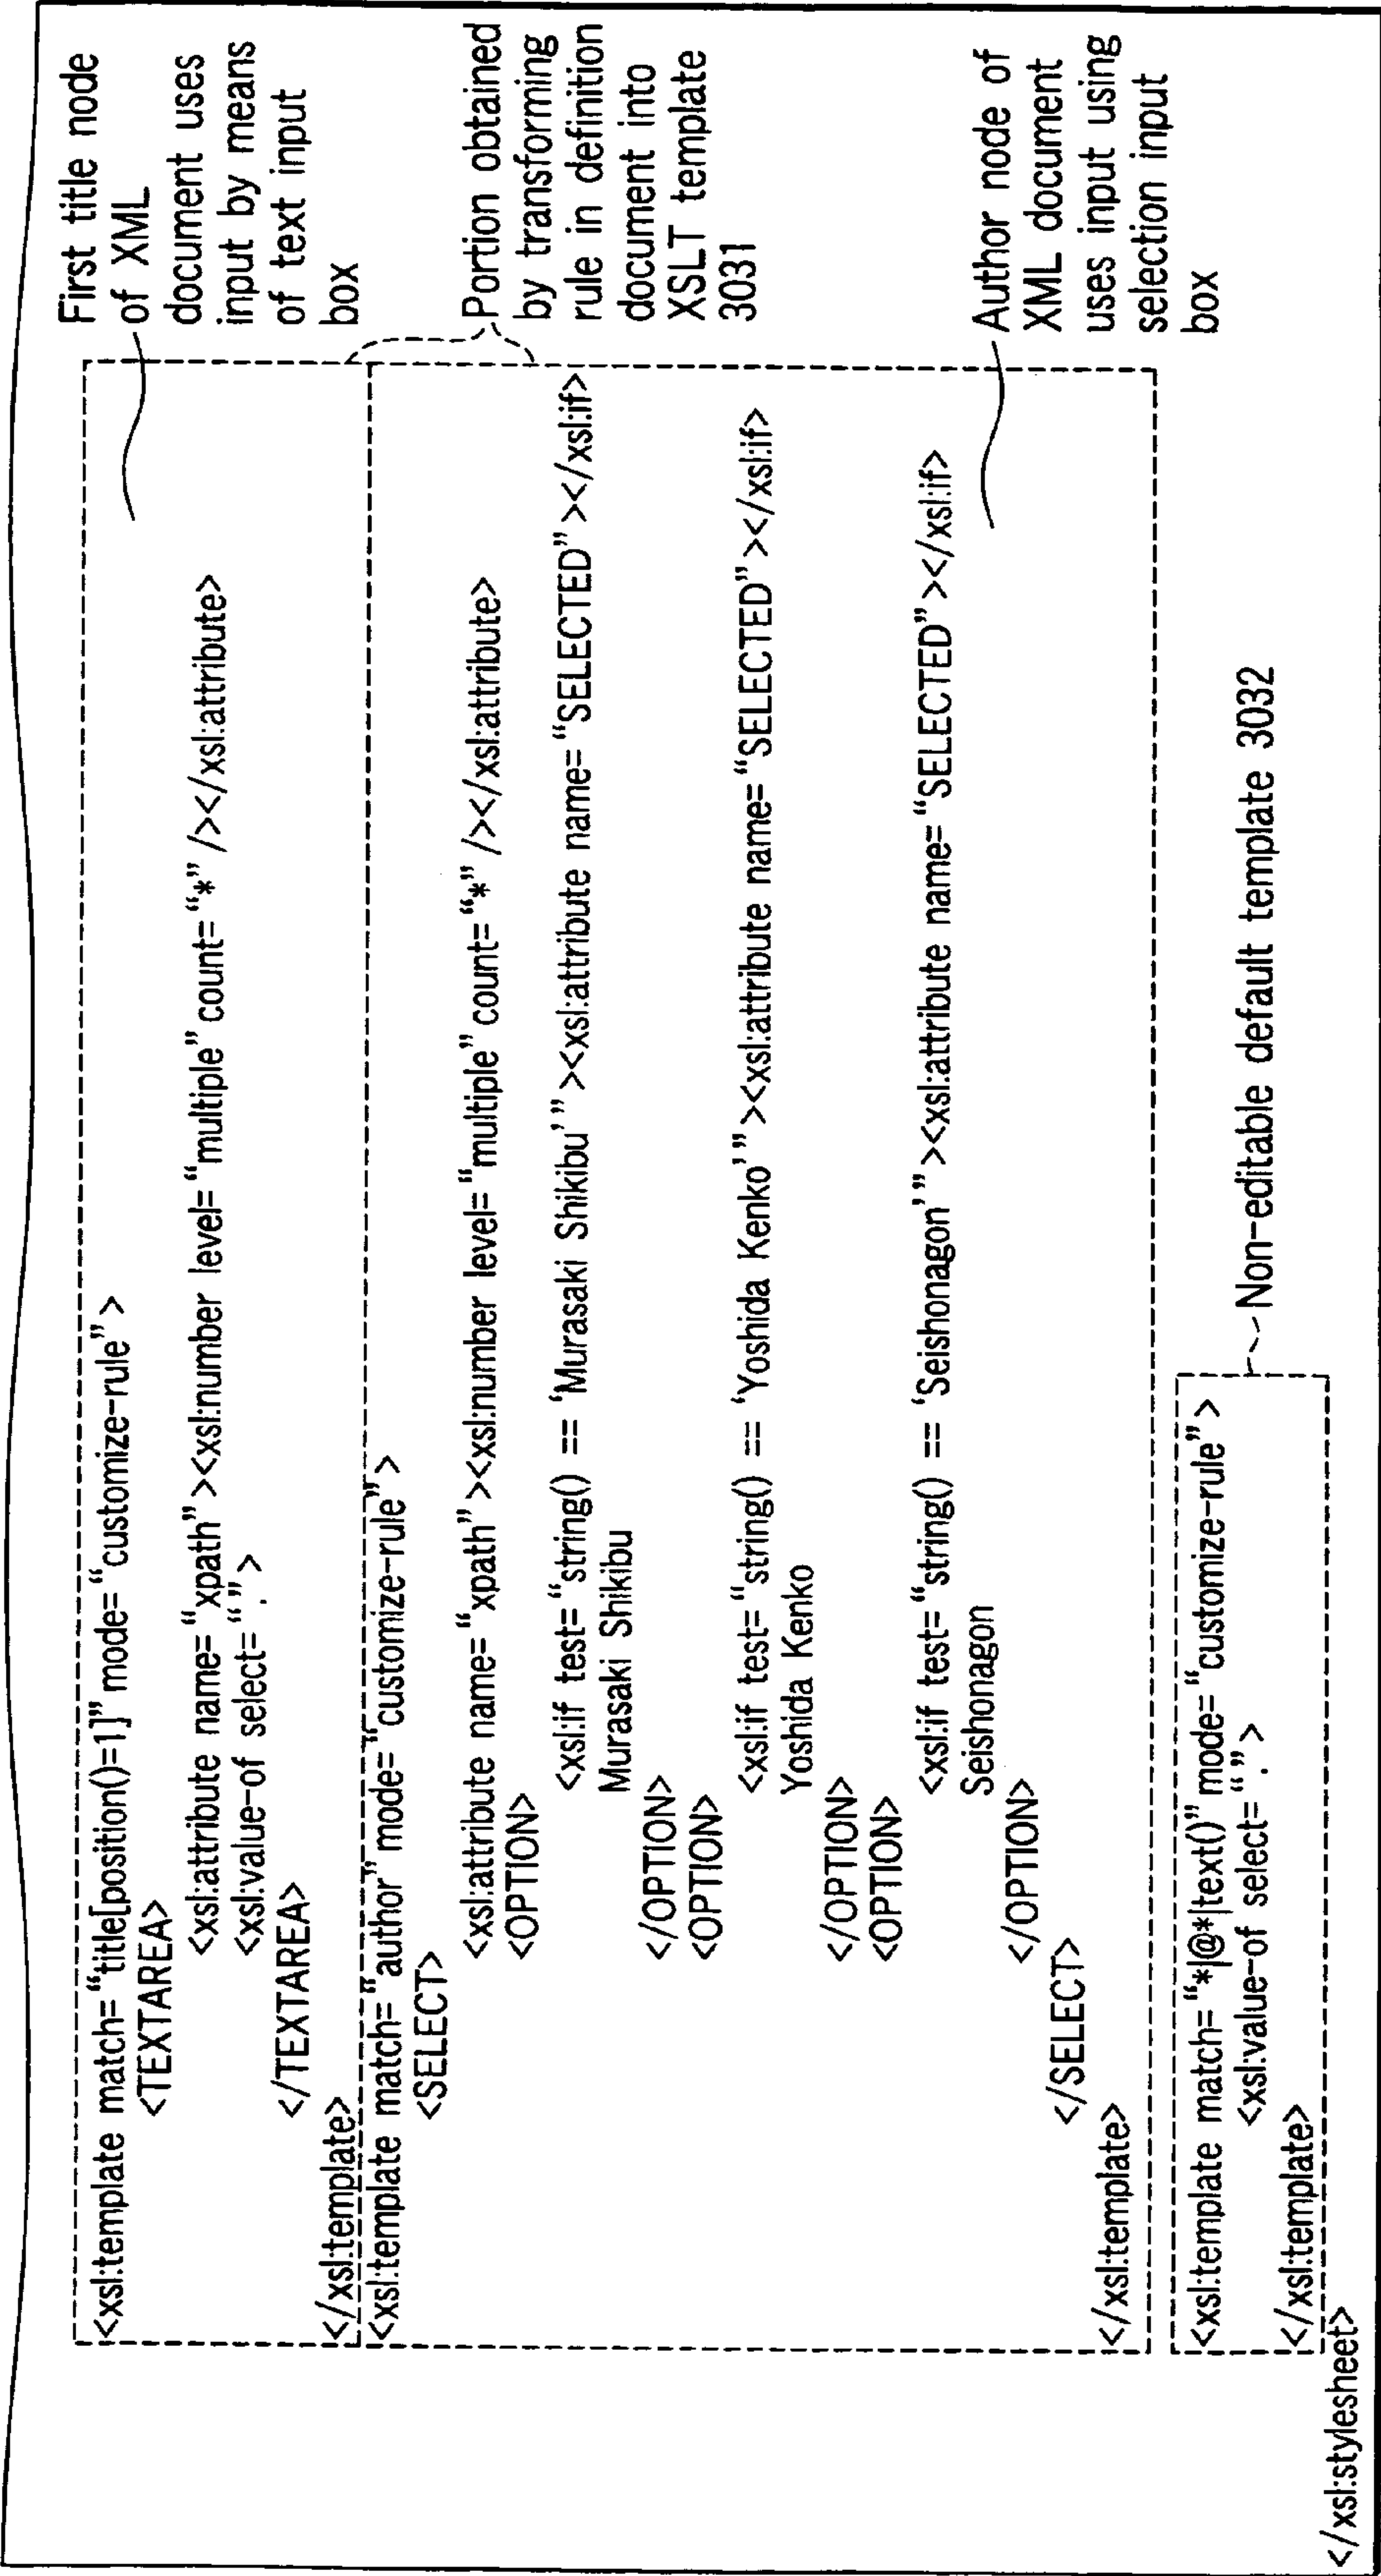 <xsl:template match="title[position()=1]" mode="customize-rule">
<TEXTAREA>
<xsl:attribute name="xpath"><xsl:number level="multiple" count="*" /></xsl:attribute>
<xsl:value-of select=".">
</TEXTAREA>
</xsl:template>
<xsl:template match="author" mode="customize-rule">
<SELECT>
<xsl:attribute name="xpath"><xsl:number level="multiple" count="*" /></xsl:attribute>
<OPTION>
<xsl:if test="string() == 'Murasaki Shikibu'"><xsl:attribute name="SELECTED"></xsl:if>
Murasaki Shikibu
</OPTION>
<OPTION>
<xsl:if test="string() == 'Yoshida Kenko'"><xsl:attribute name="SELECTED"></xsl:if>
Yoshida Kenko
</OPTION>
<OPTION>
<xsl:if test="string() == 'Seishonagon'"><xsl:attribute name="SELECTED"></xsl:if>
Seishonagon
</OPTION>
</SELECT>
</xsl:template>
<xsl:template match="*|@*|text()" mode="customize-rule">
<xsl:value-of select=".">
</xsl:template>
</xsl:stylesheet>
First title node
of XML
document uses
input by means
of text input
box
Portion obtained
by transforming
rule in definition
document into
XSLT template
3031
Author node of
XML document
uses input using
selection input
box
Non-editable default template 3032